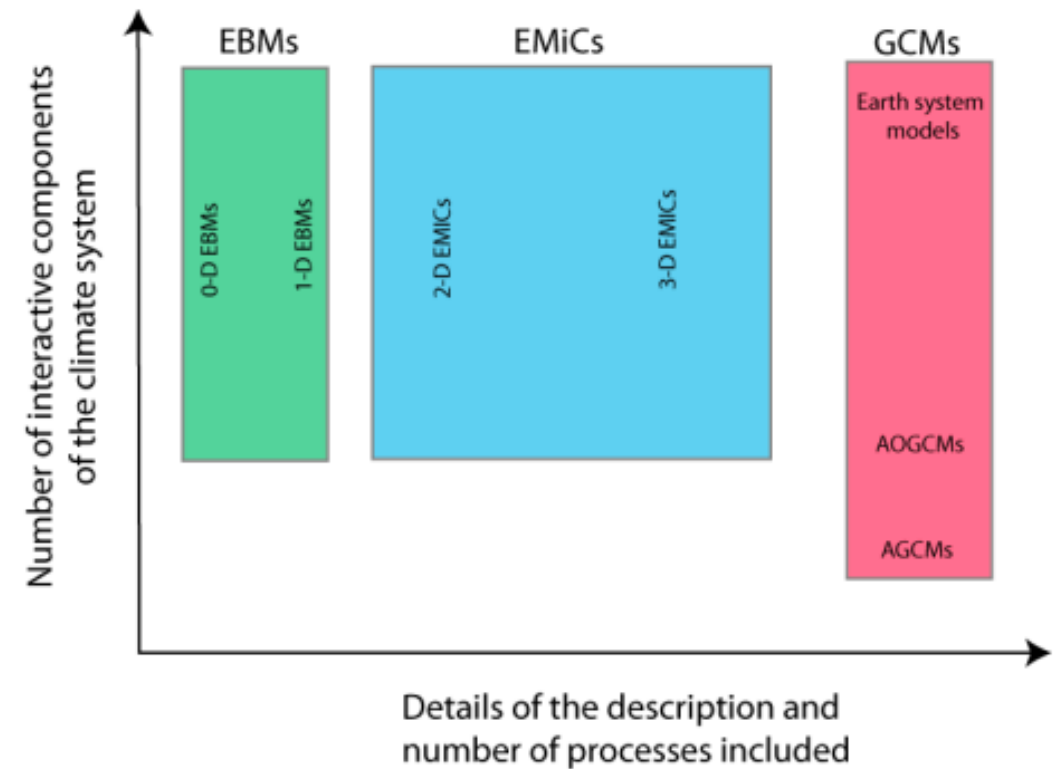 EBMs
EMiCs
GCMs
Number of interactive components
of the climate system
0-D EBMs
1-D EBMs
2-D EMICs
3-D EMICs
Earth system
models
AOGCMs
AGCMs
Details of the description and
number of processes included